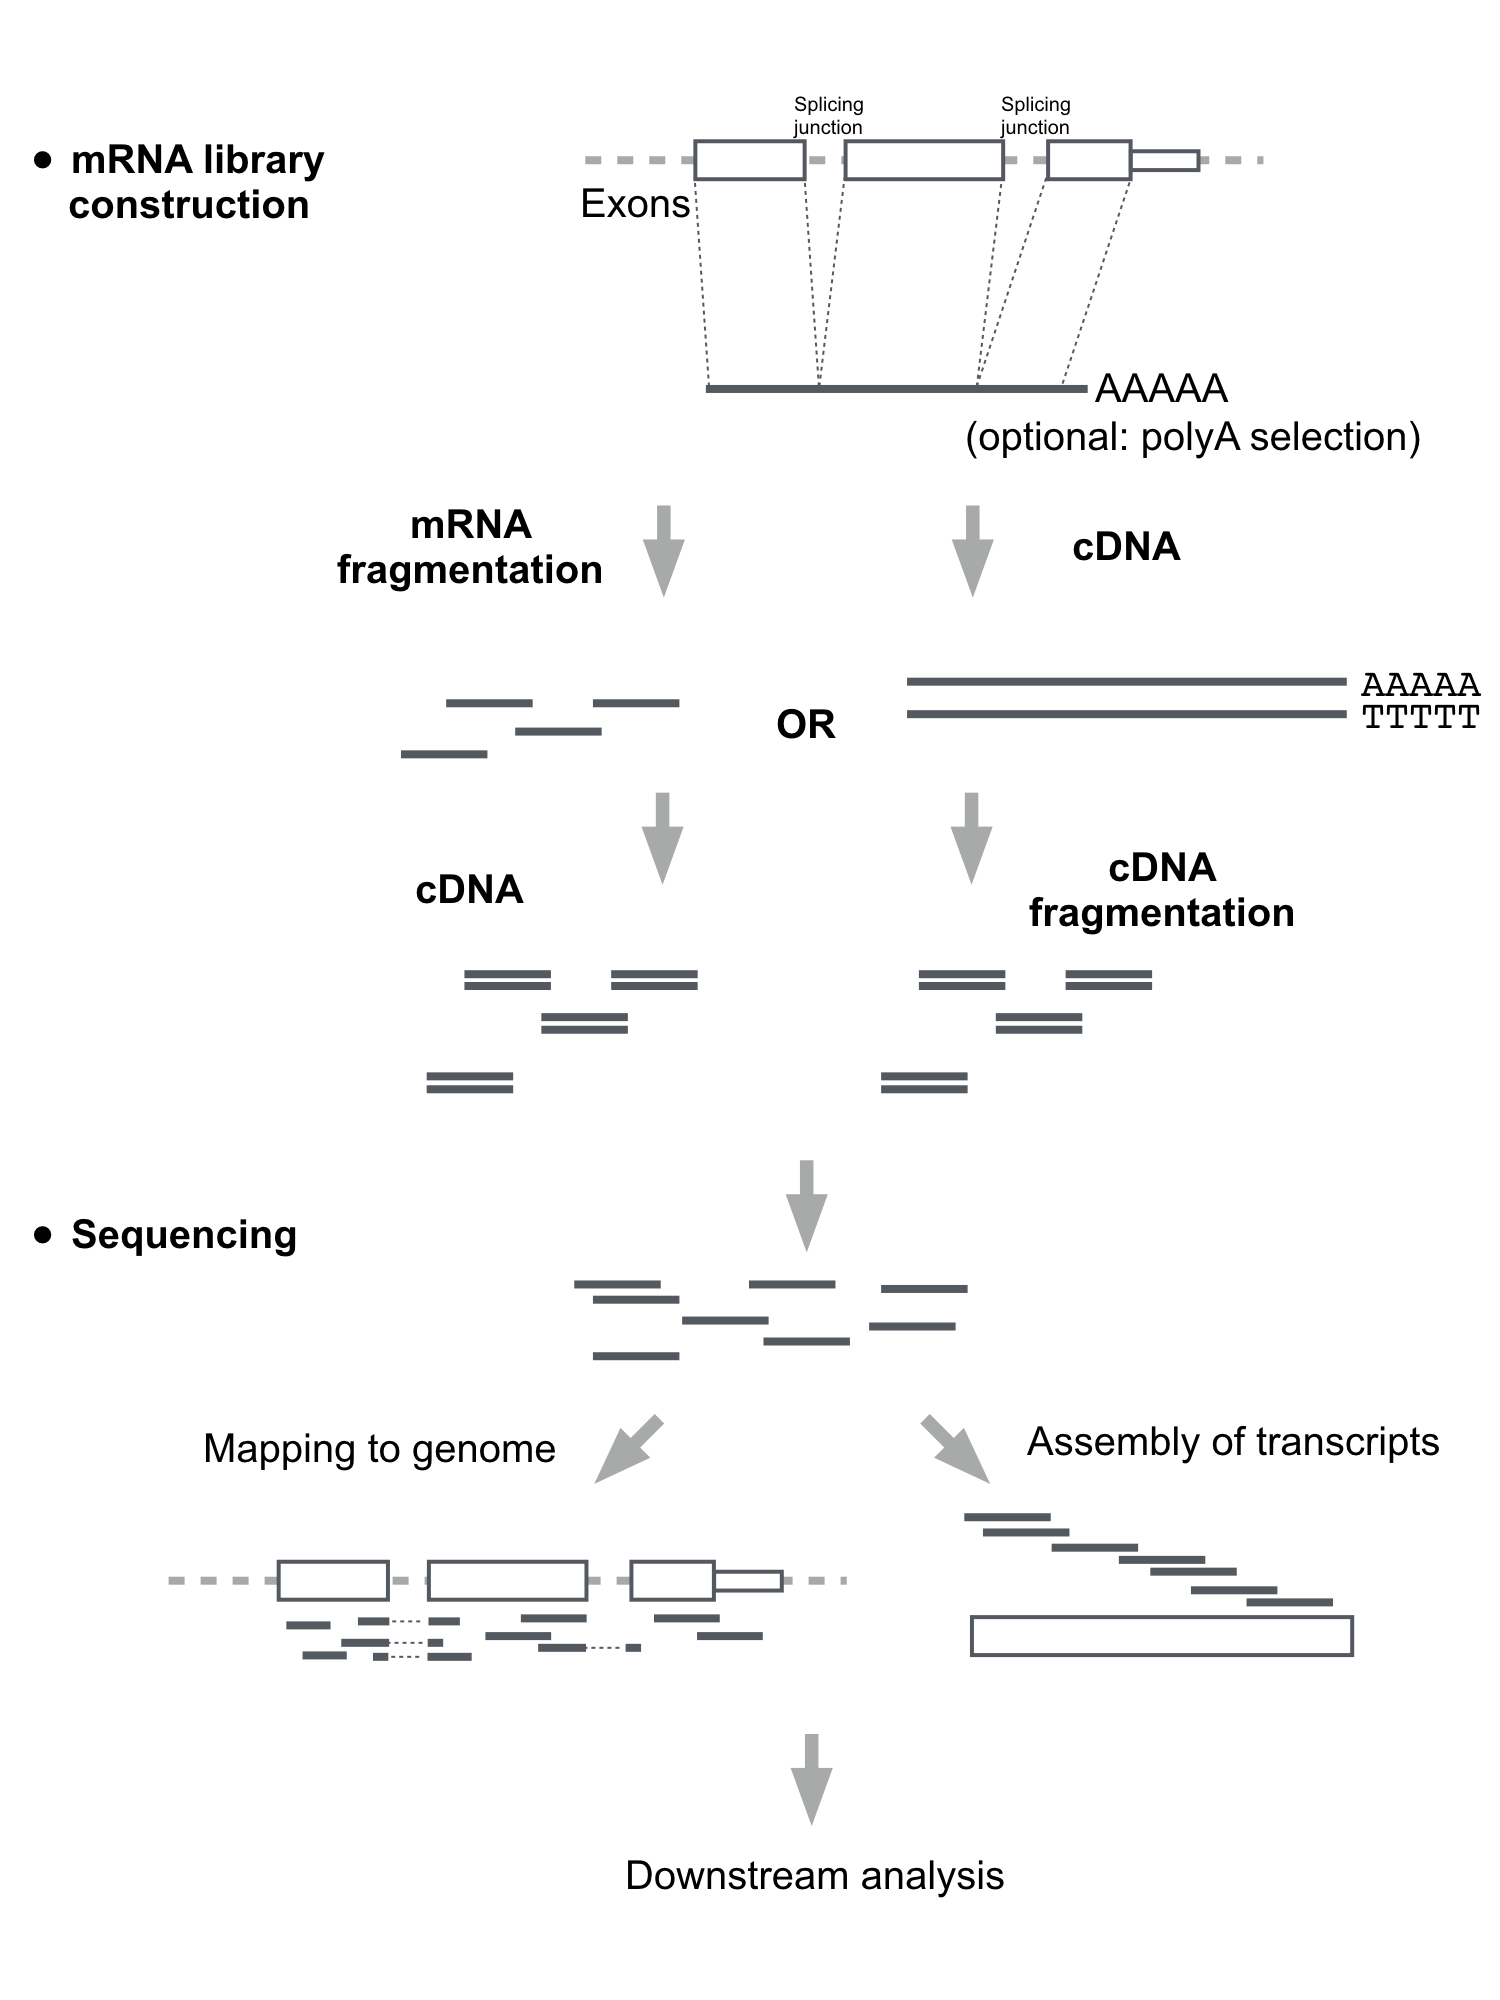 Splicing
junction
Splicing
junction
● mRNA library
construction
Exons
AAAAA
(optional: polyA selection)
mRNA
fragmentation
cDNA
OR
AAAAA
TTTTT
cDNA
cDNA
fragmentation
● Sequencing
Mapping to genome
Assembly of transcripts
Downstream analysis